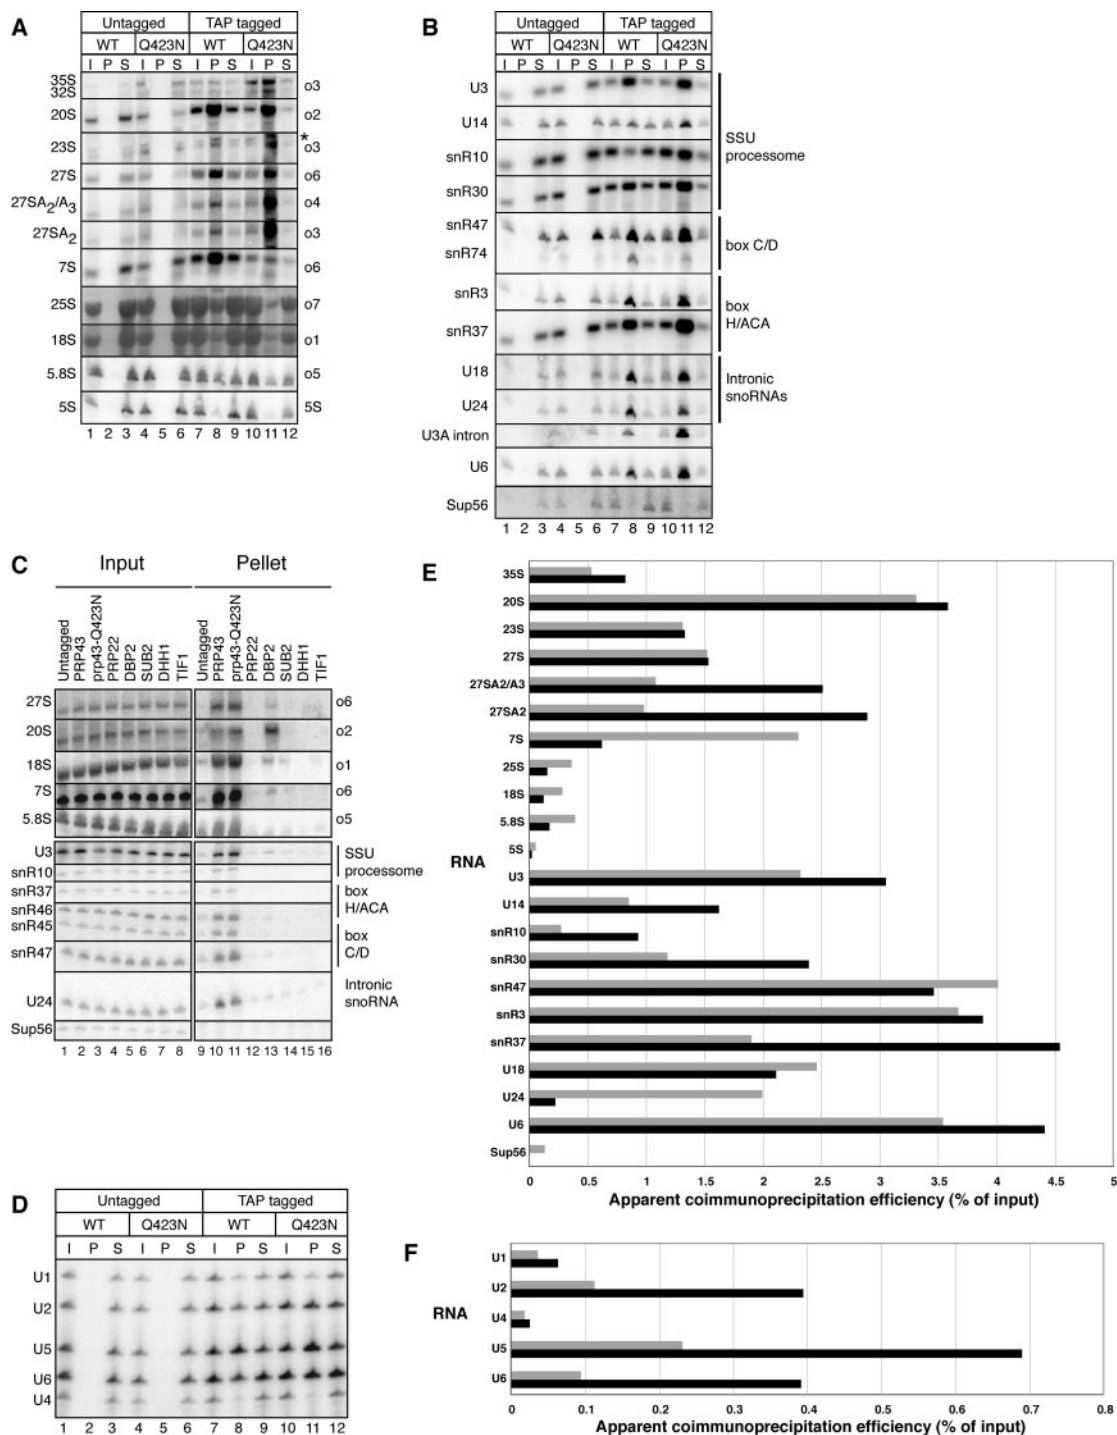 A
Untagged TAP tagged
WT Q423N WT Q423N
I P S I P S I P S I P S
35S
32S
o3
20S o2
*
23S o3
27S o6
27SA2/A3 o4
27SA2 o3
7S o6
25S o7
18S o1
5.8S o5
5S
1 2 3 4 5 6 7 8 9 10 11 12
B
Untagged TAP tagged
WT Q423N WT Q423N
I P S I P S I P S I P S
U3
U14
snR10
snR30
SSU
processome
snR47
snR74
box C/D
snR3
snR37
box
H/ACA
U18
U24
Intronic
snoRNAs
U3A intron
U6
Sup56
1 2 3 4 5 6 7 8 9 10 11 12
C
Input Pellet
Untagged PRP43 prp43-Q423N PRP22 DBP2 SUB2 DHH1 TIF1
Untagged PRP43 prp43-Q423N PRP22 DBP2 SUB2 DHH1 TIF1
27S o6
20S o2
18S o1
7S o6
5.8S o5
U3 SSU
snR10 processome
snR37 box
snR46 H/ACA
snR45 box
snR47 C/D
U24
Intronic
snoRNA
Sup56
1 2 3 4 5 6 7 8 9 10 11 12 13 14 15 16
D
Untagged TAP tagged
WT Q423N WT Q423N
I P S I P S I P S I P S
U1
U2
U5
U6
U4
1 2 3 4 5 6 7 8 9 10 11 12
E
35S
20S
23S
27S
27SA2/A3
27SA2
7S
25S
18S
5.8S
5S
RNA
U3
U14
snR10
snR30
snR47
snR3
snR37
U18
U24
U6
Sup56
0 0.5 1 1.5 2 2.5 3 3.5 4 4.5 5
Apparent coimmunoprecipitation efficiency (% of input)
F
U1
U2
RNA
U4
U5
U6
0 0.1 0.2 0.3 0.4 0.5 0.6 0.7 0.8
Apparent coimmunoprecipitation efficiency (% of input)